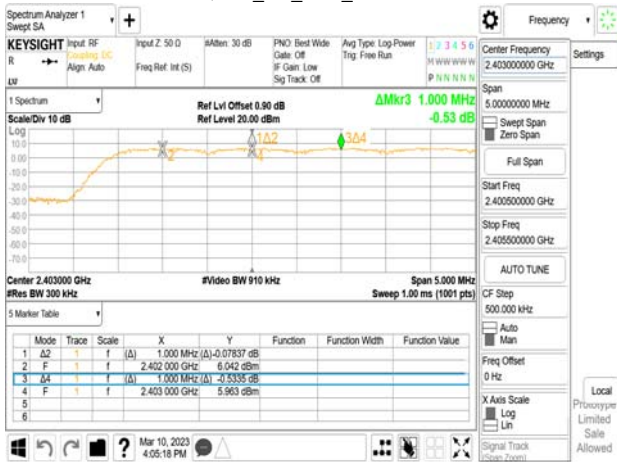 Spectrum Analyzer 1
Swept SA
Frequency
KEYSIGHT Input: RF Input Z: 50 Ω #Atten: 30 dB PNO: Best Wide Avg Type: Log-Power 1 2 3 4 5 6
R Coupling: DC Gate: Off Trig: Free Run M W W W W W
Align: Auto Freq Ref: Int (S) IF Gain: Low
Sig Track: Off P N N N N N
LVI
1 Spectrum Ref Lvl Offset 0.90 dB ΔMkr3 1.000 MHz
Scale/Div 10 dB Ref Level 20.00 dBm -0.53 dB
Log
10.0
0.00
-10.0
-20.0
-30.0
-40.0
-50.0
-60.0
-70.0
1Δ2
2
4
3Δ4
Center 2.403000 GHz #Video BW 910 kHz Span 5.000 MHz
#Res BW 300 kHz Sweep 1.00 ms (1001 pts)
5 Marker Table
Mode Trace Scale X Y Function Function Width Function Value
1 Δ2 1 f (Δ) 1.000 MHz (Δ) -0.07837 dB
2 F 1 f 2.402 000 GHz 6.042 dBm
3 Δ4 1 f (Δ) 1.000 MHz (Δ) -0.5335 dB
4 F 1 f 2.403 000 GHz 5.963 dBm
5
6
Mar 10, 2023
4:05:18 PM
Center Frequency
2.403000000 GHz
Span
5.00000000 MHz
Swept Span
Zero Span
Full Span
Start Freq
2.400500000 GHz
Stop Freq
2.405500000 GHz
AUTO TUNE
CF Step
500.000 kHz
Auto
Man
Freq Offset
0 Hz
X Axis Scale
Log
Lin
Signal Track
(Span Zoom)
Settings
Local
Prototype
Limited
Sale
Allowed